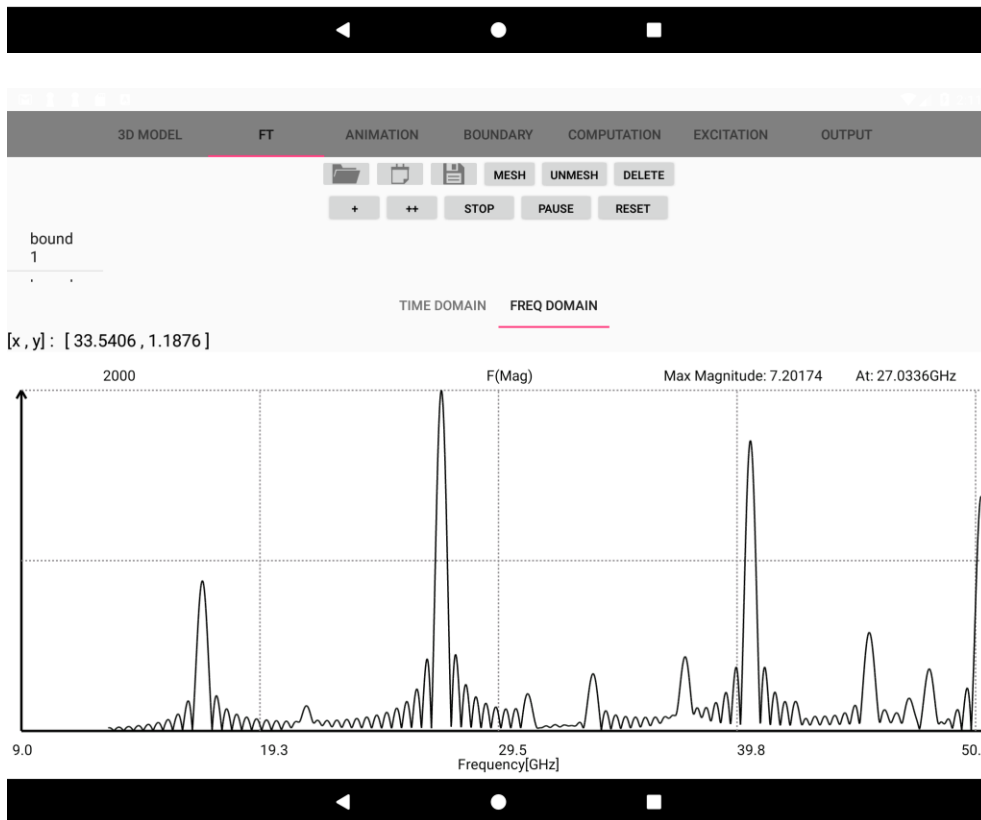 3D MODEL FT ANIMATION BOUNDARY COMPUTATION EXCITATION OUTPUT
MESH UNMESH DELETE
+ ++ STOP PAUSE RESET
bound
1
TIME DOMAIN FREQ DOMAIN
[x , y] : [ 33.5406 , 1.1876 ]
2000 F(Mag) Max Magnitude: 7.20174 At: 27.0336GHz
9.0 19.3 29.5 39.8 50.
Frequency[GHz]